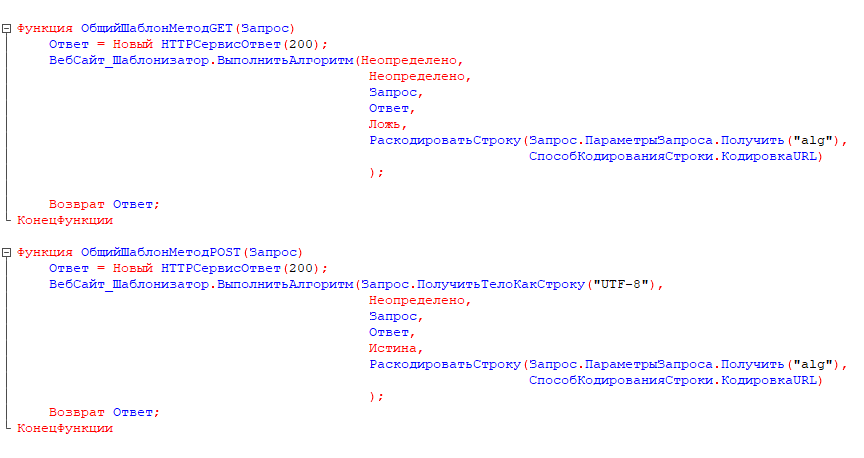 Функция ОбщийШаблонМетодGET(Запрос)
Ответ = Новый HTTPСервисОтвет(200);
ВебСайт_Шаблонизатор.ВыполнитьАлгоритм(Неопределено,
Неопределено,
Запрос,
Ответ,
Ложь,
РаскодироватьСтроку(Запрос.ПараметрыЗапроса.Получить("alg"),
СпособКодированияСтроки.КодировкаURL)
);
Возврат Ответ;
КонецФункции
Функция ОбщийШаблонМетодPOST(Запрос)
Ответ = Новый HTTPСервисОтвет(200);
ВебСайт_Шаблонизатор.ВыполнитьАлгоритм(Запрос.ПолучитьТелоКакСтроку("UTF-8"),
Неопределено,
Запрос,
Ответ,
Истина,
РаскодироватьСтроку(Запрос.ПараметрыЗапроса.Получить("alg"),
СпособКодированияСтроки.КодировкаURL)
);
Возврат Ответ;
КонецФункции